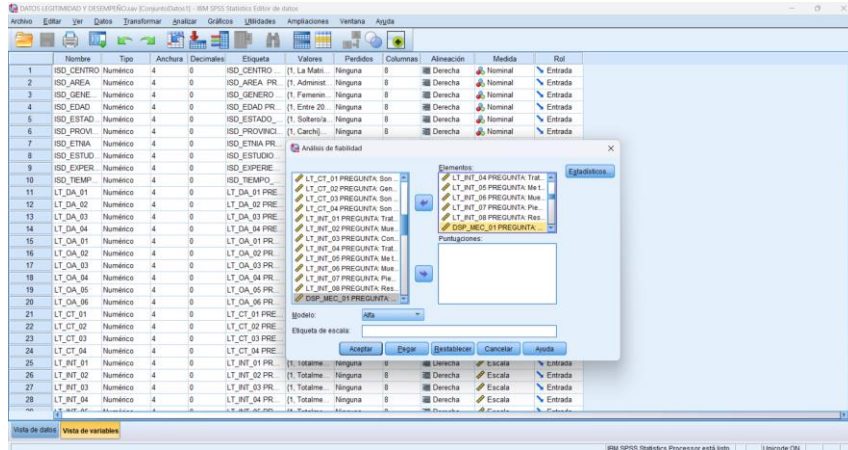 DATOS LEGITIMIDAD Y DESEMPEÑO.sav [ConjuntoDatos1] - IBM SPSS Statistics Editor de datos
Archivo Editar Ver Datos Transformar Analizar Gráficos Utilidades Ampliaciones Ventana Ayuda
Nombre Tipo Anchura Decimales Etiqueta Valores Perdidos Columnas Alineación Medida Rol
1 ISD_CENTRO Numérico 4 0 ISD_CENTRO ... {1, La Matri... Ninguna 8 Derecha Nominal Entrada
2 ISD_AREA Numérico 4 0 ISD_AREA PR... {1, Administ... Ninguna 8 Derecha Nominal Entrada
3 ISD_GENE... Numérico 4 0 ISD_GENERO ... {1, Femenin... Ninguna 8 Derecha Nominal Entrada
4 ISD_EDAD Numérico 4 0 ISD_EDAD PR... {1, Entre 20... Ninguna 8 Derecha Nominal Entrada
5 ISD_ESTAD... Numérico 4 0 ISD_ESTADO_... {1, Soltero/a... Ninguna 8 Derecha Nominal Entrada
6 ISD_PROVI... Numérico 4 0 ISD_PROVINCI... {1, Carchi}... Ninguna 8 Derecha Nominal Entrada
7 ISD_ETNIA Numérico 4 0 ISD_ETNIA PR...
8 ISD_ESTUD... Numérico 4 0 ISD_ESTUDIO...
9 ISD_EXPER... Numérico 4 0 ISD_EXPERIE...
10 ISD_TIEMP... Numérico 4 0 ISD_TIEMPO_...
11 LT_DA_01 Numérico 4 0 LT_DA_01 PRE...
12 LT_DA_02 Numérico 4 0 LT_DA_02 PRE...
13 LT_DA_03 Numérico 4 0 LT_DA_03 PRE...
14 LT_DA_04 Numérico 4 0 LT_DA_04 PRE...
15 LT_OA_01 Numérico 4 0 LT_OA_01 PR...
16 LT_OA_02 Numérico 4 0 LT_OA_02 PR...
17 LT_OA_03 Numérico 4 0 LT_OA_03 PR...
18 LT_OA_04 Numérico 4 0 LT_OA_04 PR...
19 LT_OA_05 Numérico 4 0 LT_OA_05 PR...
20 LT_OA_06 Numérico 4 0 LT_OA_06 PR...
21 LT_CT_01 Numérico 4 0 LT_CT_01 PRE...
22 LT_CT_02 Numérico 4 0 LT_CT_02 PRE...
23 LT_CT_03 Numérico 4 0 LT_CT_03 PRE...
24 LT_CT_04 Numérico 4 0 LT_CT_04 PRE...
25 LT_INT_01 Numérico 4 0 LT_INT_01 PR... {1, Totalme... Ninguna 8 Derecha Escala Entrada
26 LT_INT_02 Numérico 4 0 LT_INT_02 PR... {1, Totalme... Ninguna 8 Derecha Escala Entrada
27 LT_INT_03 Numérico 4 0 LT_INT_03 PR... {1, Totalme... Ninguna 8 Derecha Escala Entrada
28 LT_INT_04 Numérico 4 0 LT_INT_04 PR... {1, Totalme... Ninguna 8 Derecha Escala Entrada
Análisis de fiabilidad
LT_CT_01 PREGUNTA: Son ...
LT_CT_02 PREGUNTA: Gen...
LT_CT_03 PREGUNTA: Son ...
LT_CT_04 PREGUNTA: Son ...
LT_INT_01 PREGUNTA: Trat...
LT_INT_02 PREGUNTA: Mue...
LT_INT_03 PREGUNTA: Con...
LT_INT_04 PREGUNTA: Trat...
LT_INT_05 PREGUNTA: Me t...
LT_INT_06 PREGUNTA: Mue...
LT_INT_07 PREGUNTA: Pie...
LT_INT_08 PREGUNTA: Res...
DSP_MEC_01 PREGUNTA: ...
Elementos:
LT_INT_04 PREGUNTA: Trat...
LT_INT_05 PREGUNTA: Me t...
LT_INT_06 PREGUNTA: Mue...
LT_INT_07 PREGUNTA: Pie...
LT_INT_08 PREGUNTA: Res...
DSP_MEC_01 PREGUNTA: ...
Estadísticos...
Puntuaciones:
Modelo: Alfa
Etiqueta de escala:
Aceptar Pegar Restablecer Cancelar Ayuda
Vista de datos Vista de variables
IBM SPSS Statistics Processor está listo Unicode:ON